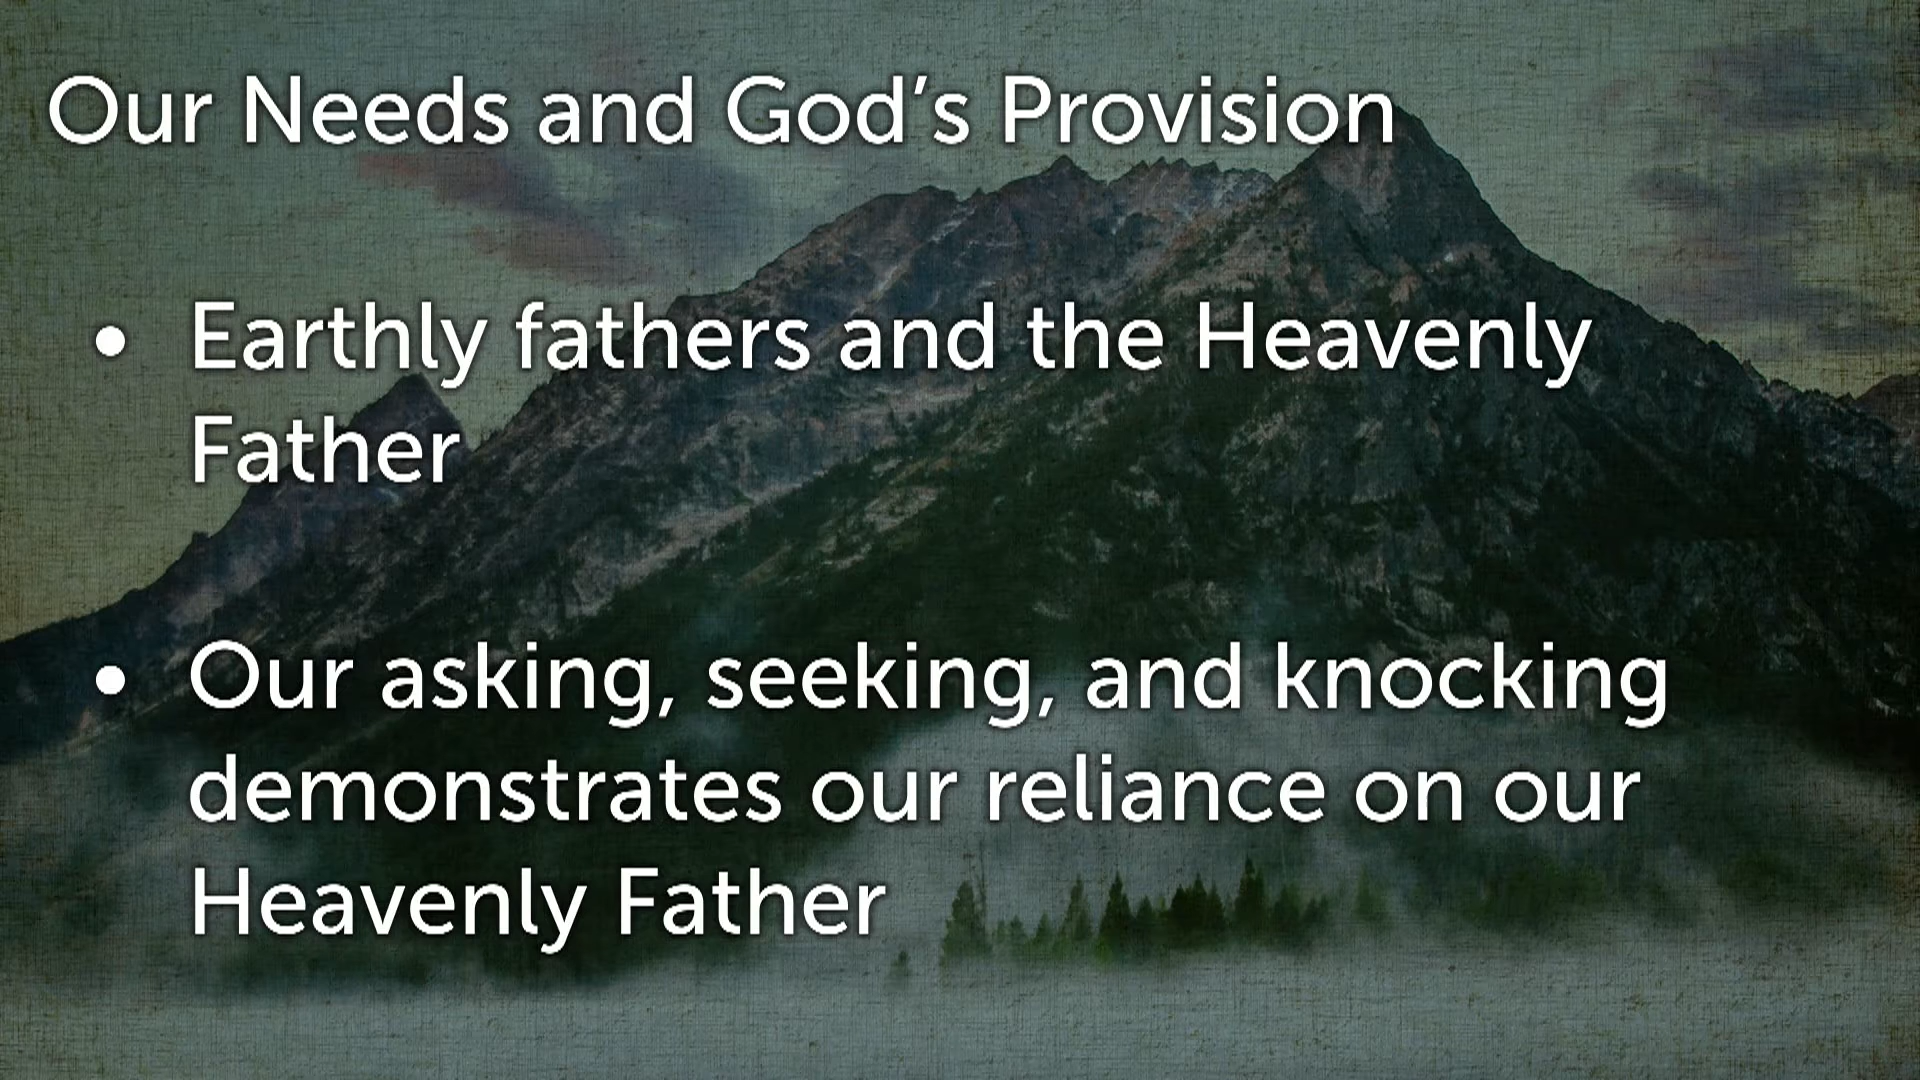 Our Needs and God’s Provision
• Earthly fathers and the Heavenly
Father
• Our asking, seeking, and knocking
demonstrates our reliance on our
Heavenly Father